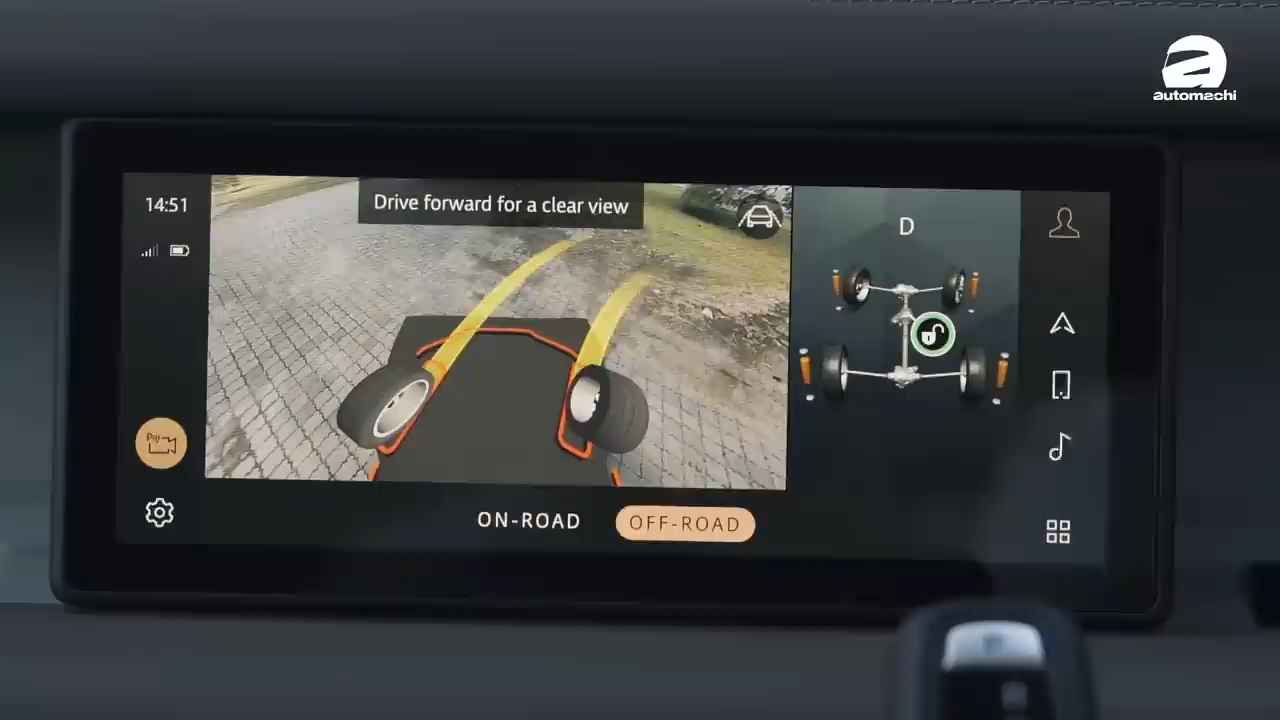 automachi
14:51
Drive forward for a clear view
D
ON-ROAD
OFF-ROAD